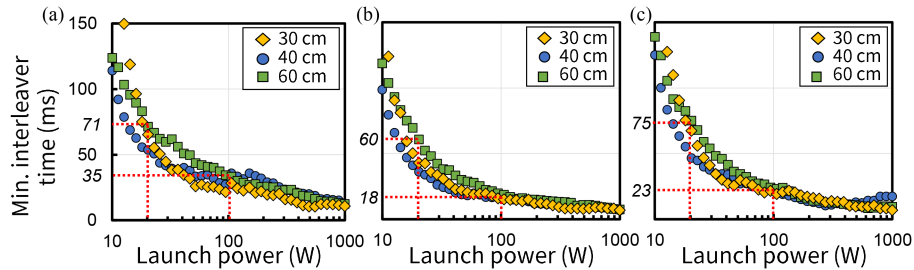 (a)
(b)
(c)
Min. interleaver
time (ms)
150
100
71
50
35
0
30 cm
40 cm
60 cm
10
100
1000
Launch power (W)
60
18
30 cm
40 cm
60 cm
10
100
1000
Launch power (W)
75
23
30 cm
40 cm
60 cm
10
100
1000
Launch power (W)